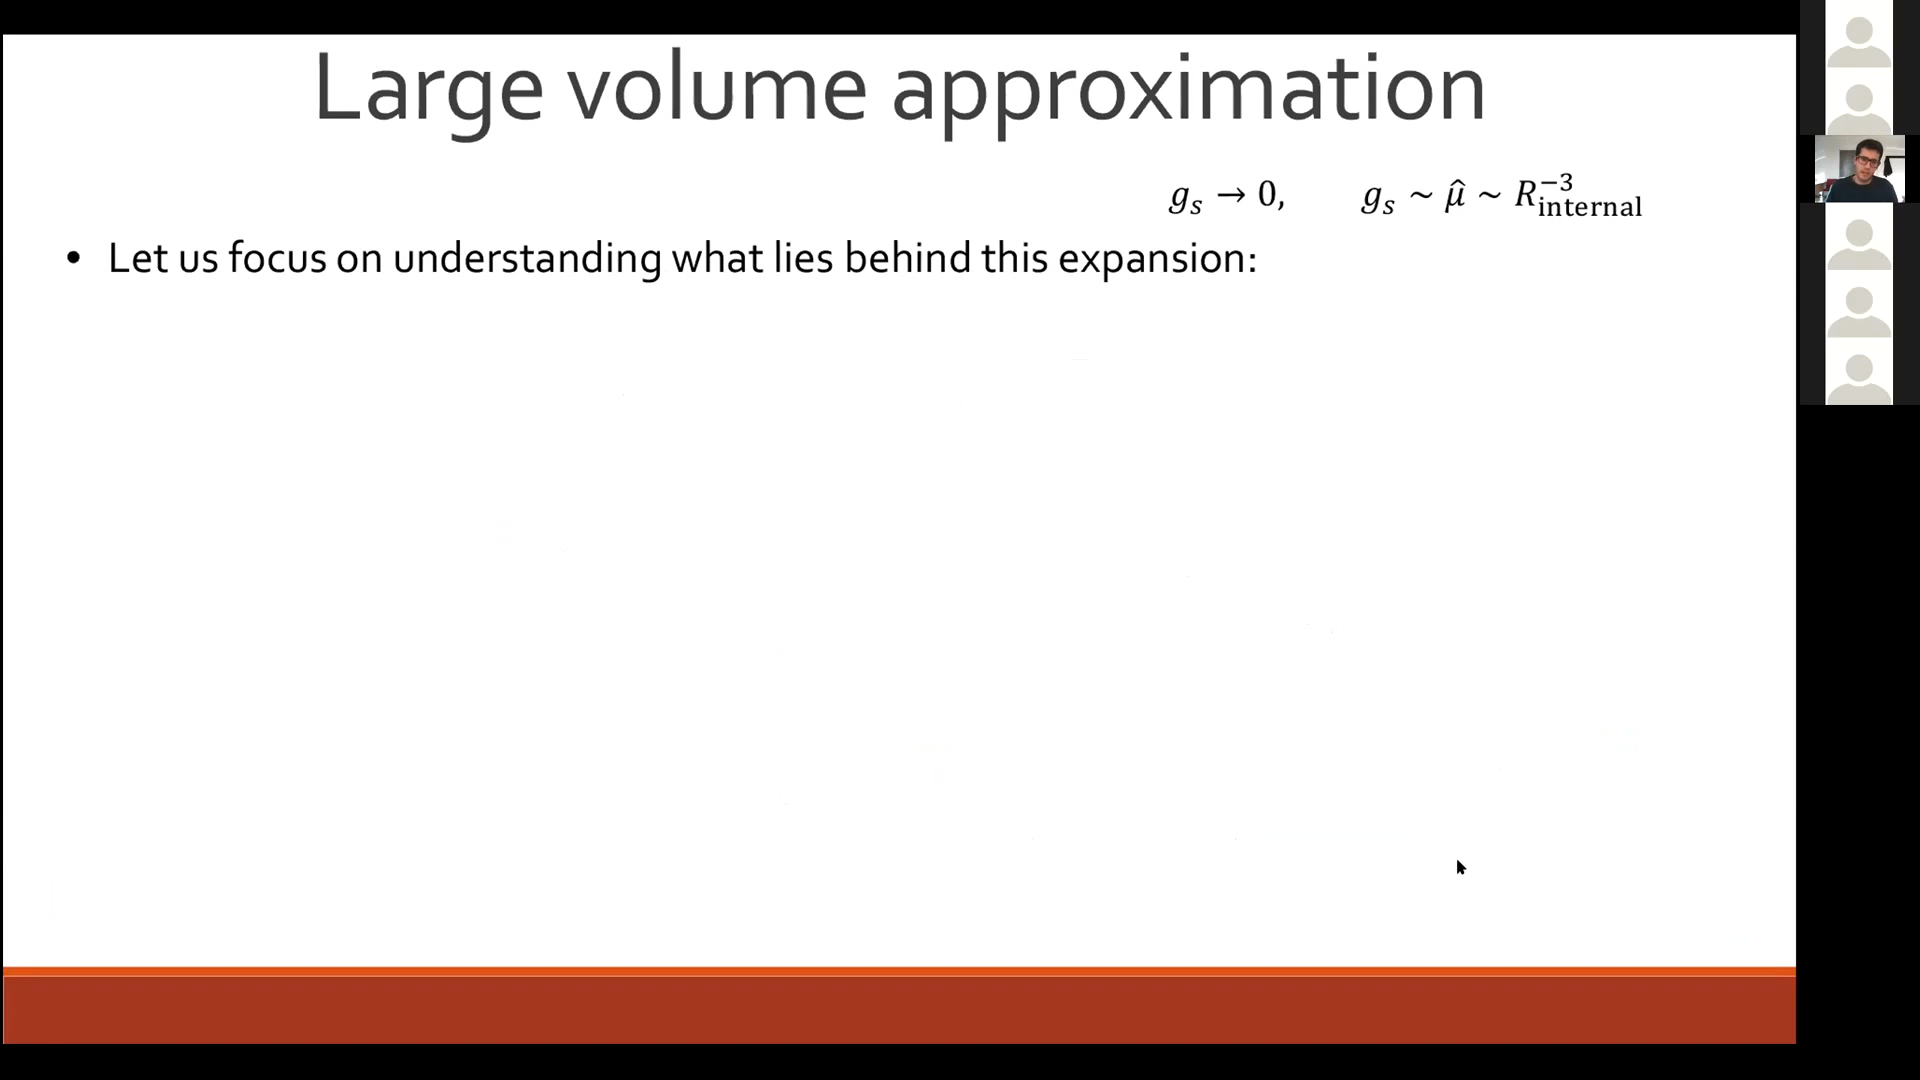 Large volume approximation
g_s → 0, g_s ~ μ̂ ~ R_internal^{-3}
• Let us focus on understanding what lies behind this expansion: